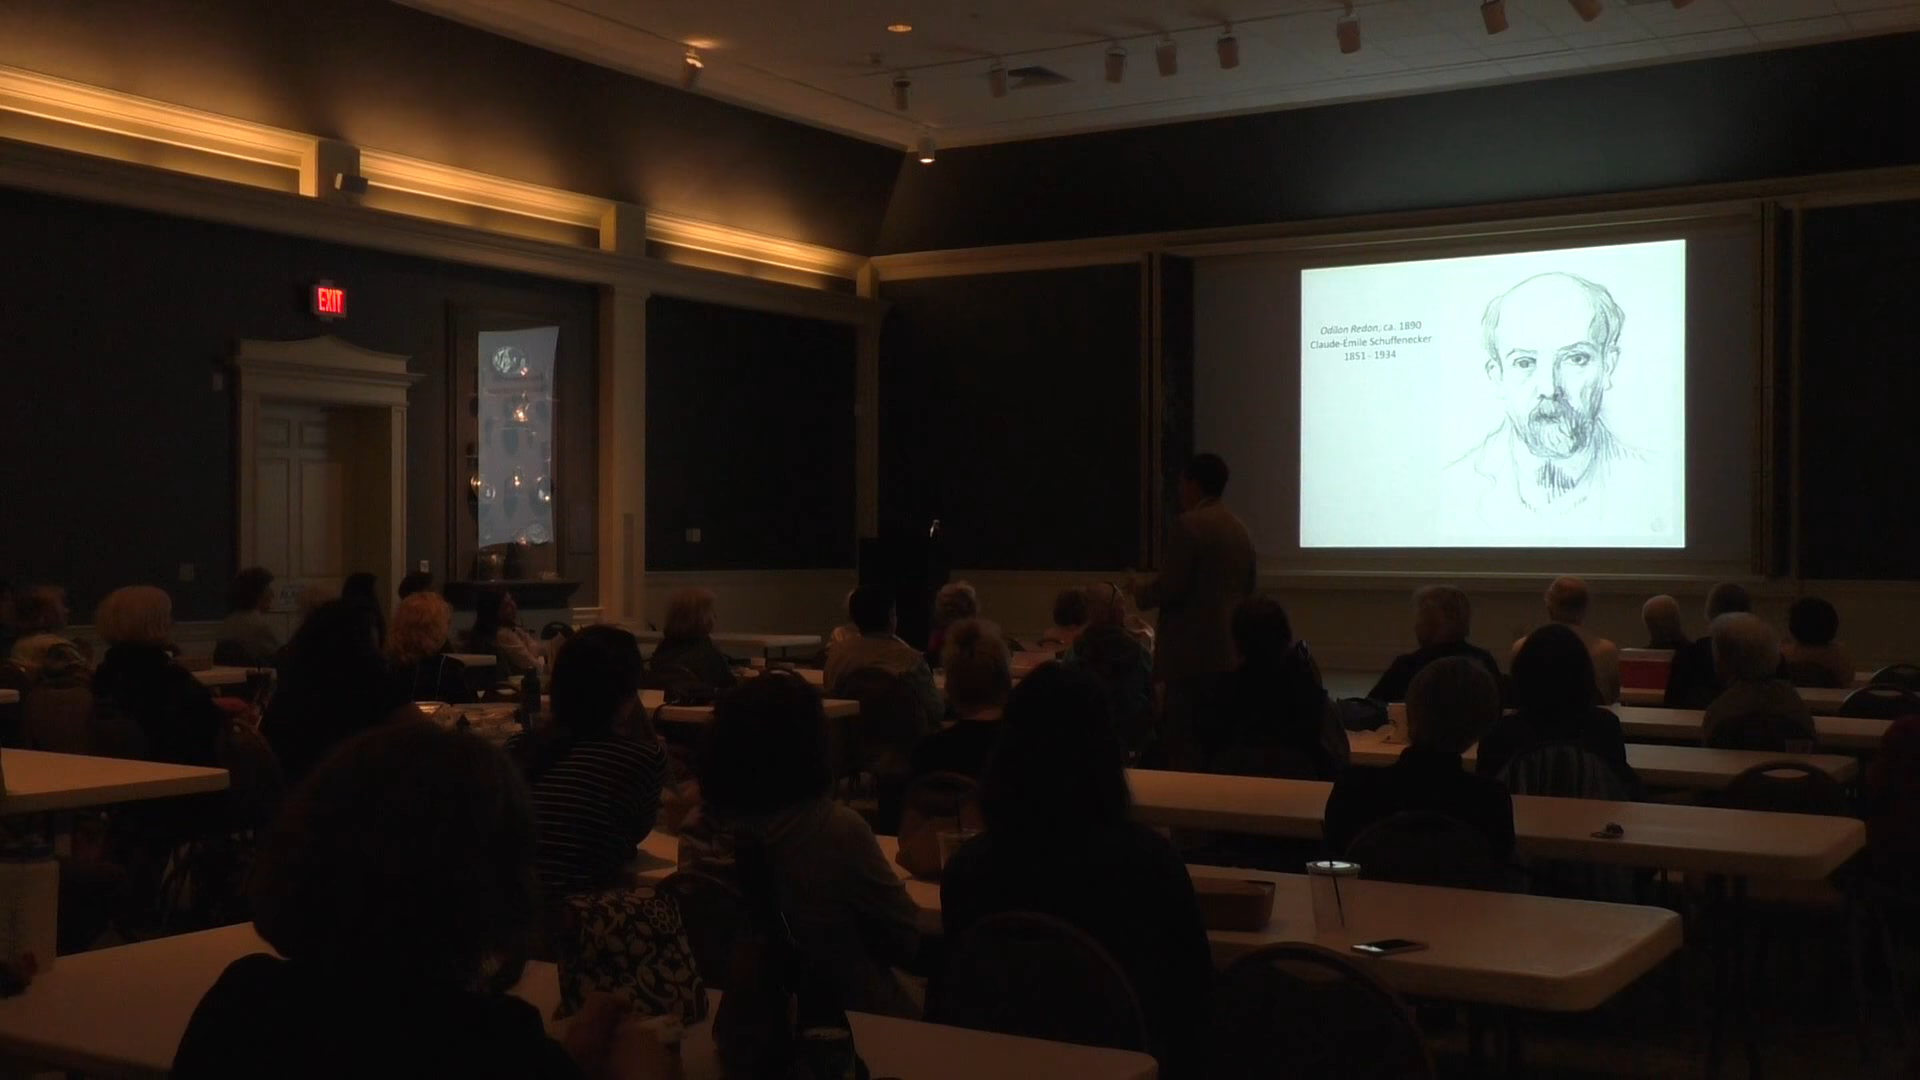 EXIT
Odilon Redon, ca. 1890
Claude-Émile Schuffenecker
1851 - 1934